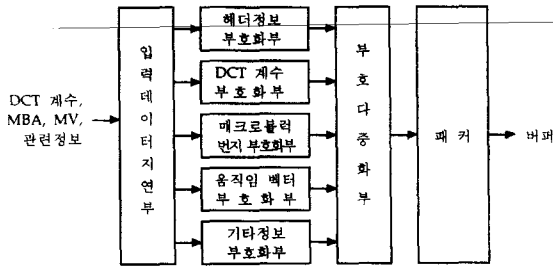 DCT 계수,
MBA, MV,
관련정보
입력데이터지연부
헤더정보
부호화부
DCT 계수
부호화부
매크로블럭
번지 부호화부
움직임 벡터
부 호 화 부
기타정보
부호화부
부호다중화부
패 커
버퍼